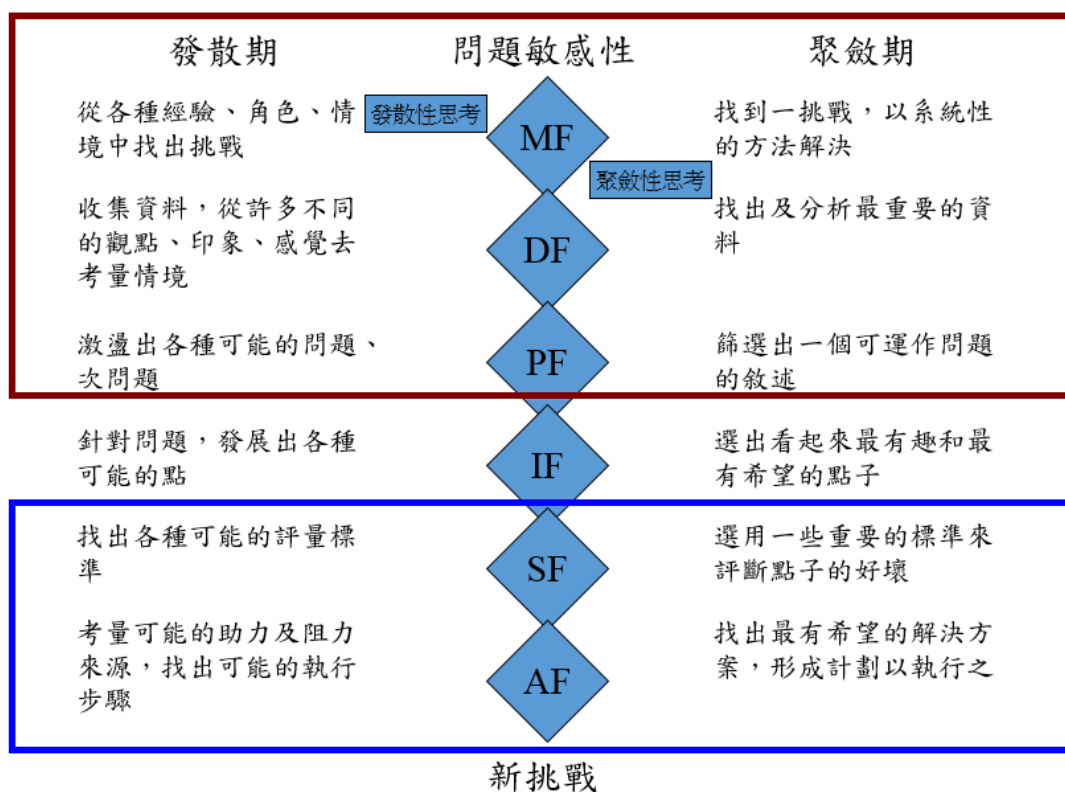 發散期 問題敏感性 聚斂期
從各種經驗、角色、情
境中找出挑戰
發散性思考
MF
找到一挑戰，以系統性
的方法解決
聚斂性思考
收集資料，從許多不同
的觀點、印象、感覺去
考量情境
DF
找出及分析最重要的資
料
激盪出各種可能的問題、
次問題
PF
篩選出一個可運作問題
的敘述
針對問題，發展出各種
可能的點
IF
選出看起來最有趣和最
有希望的點子
找出各種可能的評量標
準
SF
選用一些重要的標準來
評斷點子的好壞
考量可能的助力及阻力
來源，找出可能的執行
步驟
AF
找出最有希望的解決方
案，形成計劃以執行之
新挑戰